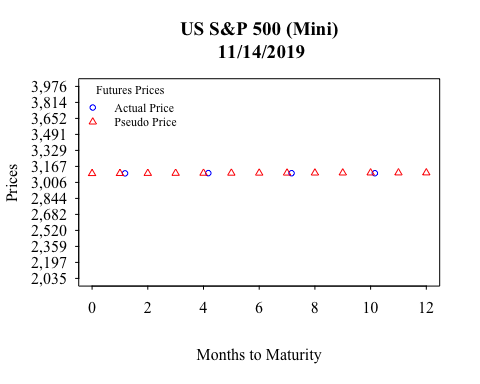 US S&P 500 (Mini)
11/14/2019
Futures Prices
Actual Price
Pseudo Price
Prices
3,976
3,814
3,652
3,491
3,329
3,167
3,006
2,844
2,682
2,520
2,359
2,197
2,035
0 2 4 6 8 10 12
Months to Maturity